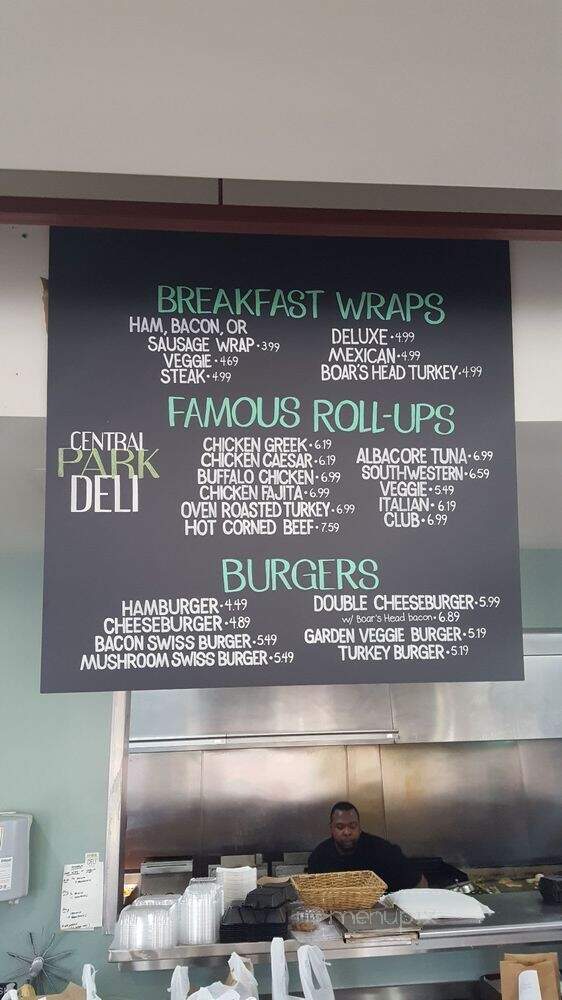 BREAKFAST WRAPS
HAM, BACON, OR
SAUSAGE WRAP • 3.99
VEGGIE • 4.69
STEAK • 4.99
DELUXE • 4.99
MEXICAN • 4.99
BOAR'S HEAD TURKEY • 4.99
CENTRAL
PARK
DELI
FAMOUS ROLL-UPS
CHICKEN GREEK • 6.19
CHICKEN CAESAR • 6.19
BUFFALO CHICKEN • 6.99
CHICKEN FAJITA • 6.99
OVEN ROASTED TURKEY • 6.99
HOT CORNED BEEF • 7.59
ALBACORE TUNA • 6.99
SOUTHWESTERN • 6.59
VEGGIE • 5.49
ITALIAN • 6.19
CLUB • 6.99
BURGERS
HAMBURGER • 4.49
CHEESEBURGER • 4.89
BACON SWISS BURGER • 5.49
MUSHROOM SWISS BURGER • 5.49
DOUBLE CHEESEBURGER • 5.99
w/ Boar's Head bacon • 6.89
GARDEN VEGGIE BURGER • 5.19
TURKEY BURGER • 5.19
menupix